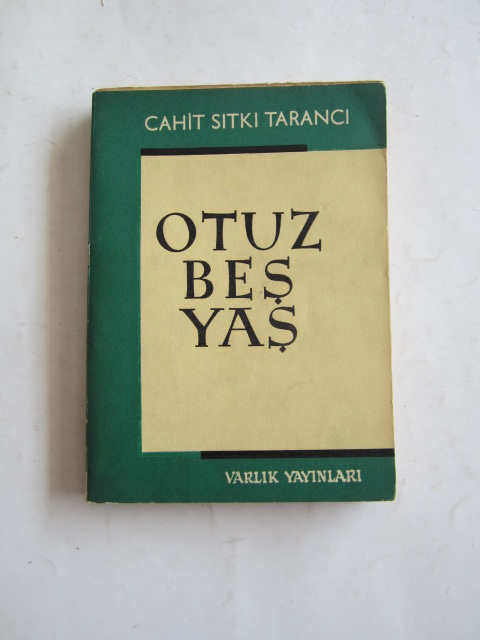 CAHİT SITKI TARANCI
OTUZ
BEŞ
YAŞ
VARLIK YAYINLARI